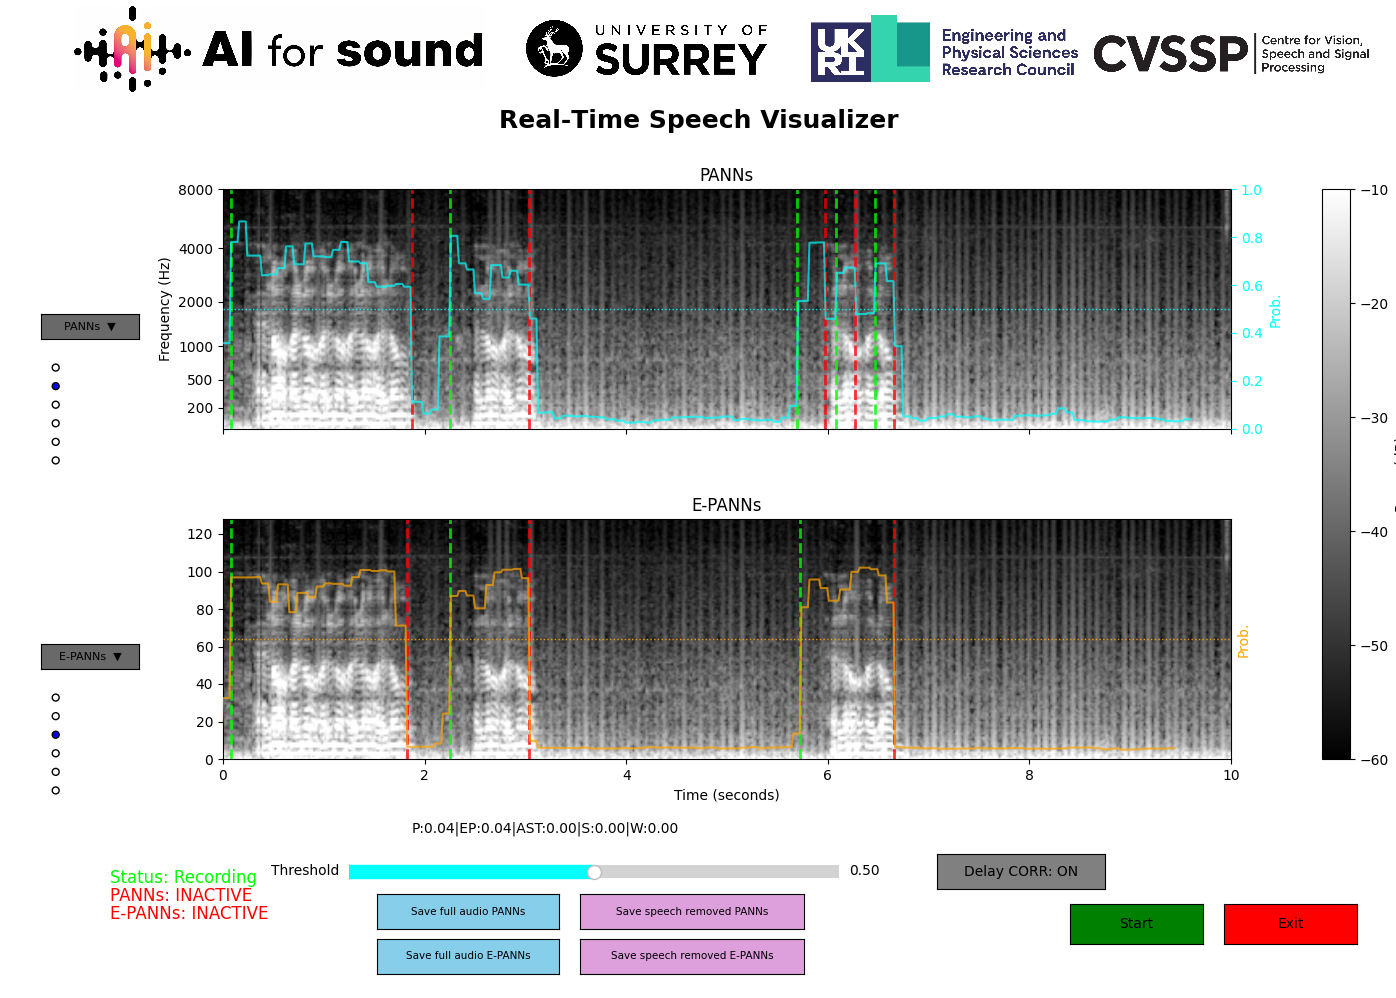 Ai AI for sound
UNIVERSITY OF
SURREY
UK
RI
Engineering and
Physical Sciences
Research Council
CVSSP
Centre for Vision,
Speech and Signal
Processing
Real-Time Speech Visualizer
PANNs
8000
4000
2000
1000
500
200
Frequency (Hz)
1.0
0.8
0.6
0.4
0.2
0.0
Prob.
−10
−20
−30
−40
−50
−60
PANNs ▼
E-PANNs
120
100
80
60
40
20
0
Prob.
E-PANNs ▼
0 2 4 6 8 10
Time (seconds)
P:0.04|EP:0.04|AST:0.00|S:0.00|W:0.00
Threshold 0.50
Delay CORR: ON
Status: Recording
PANNs: INACTIVE
E-PANNs: INACTIVE
Save full audio PANNs
Save speech removed PANNs
Save full audio E-PANNs
Save speech removed E-PANNs
Start
Exit